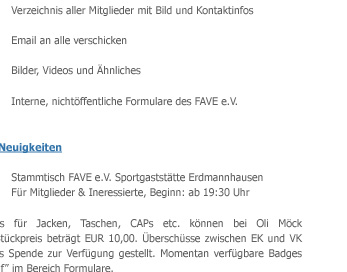 Verzeichnis aller Mitglieder mit Bild und Kontaktinfos
Email an alle verschicken
Bilder, Videos und Ähnliches
Interne, nichtöffentliche Formulare des FAVE e.V.
Neuigkeiten
Stammtisch FAVE e.V. Sportgaststätte Erdmannhausen
Für Mitglieder & Ineressierte, Beginn: ab 19:30 Uhr
s für Jacken, Taschen, CAPs etc. können bei Oli Möck
tückpreis beträgt EUR 10,00. Überschüsse zwischen EK und VK
s Spende zur Verfügung gestellt. Momentan verfügbare Badges
f" im Bereich Formulare.